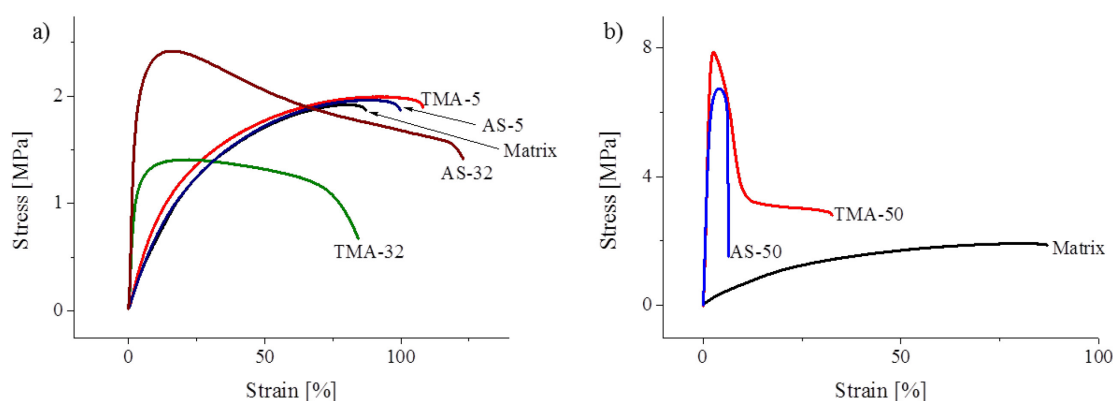 a)
Stress [MPa]
2
1
0
TMA-5
AS-5
Matrix
AS-32
TMA-32
0
50
100
Strain [%]
b)
Stress [MPa]
8
4
0
TMA-50
AS-50
Matrix
0
50
100
Strain [%]